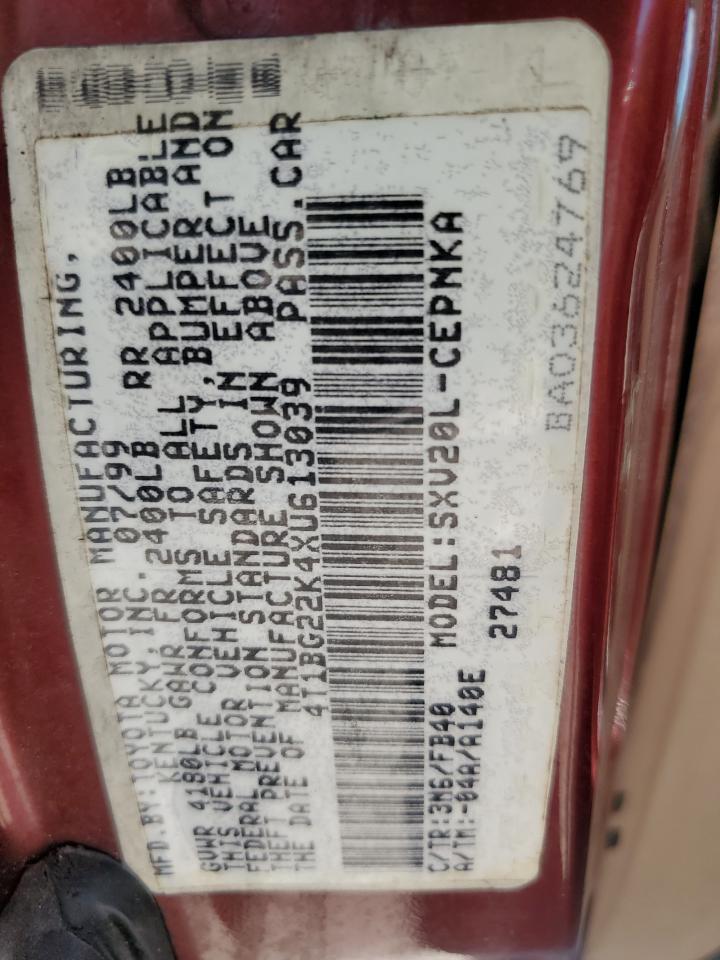 MFD.BY:TOYOTA MOTOR MANUFACTURING,
KENTUCKY,INC. 07/99
GVWR 4180LB GAWR FR 2400LB RR 2400LB
THIS VEHICLE CONFORMS TO ALL APPLICABLE
FEDERAL MOTOR VEHICLE SAFETY,BUMPER AND
THEFT PREVENTION STANDARDS IN EFFECT ON
THE DATE OF MANUFACTURE SHOWN ABOVE
4T1BG22K4XU613039 PASS.CAR
C/TR:3M6/FB40 MODEL:SXV20L-CEPNKA
A/TM:-04A/A140E 27481
BA03624769